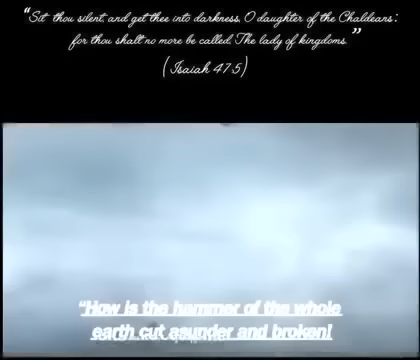 “Sit thou silent, and get thee into darkness, O daughter of the Chaldeans:
for thou shalt no more be called, The lady of kingdoms.”
(Isaiah 47:5)
“How is the hammer of the whole
earth cut asunder and broken!